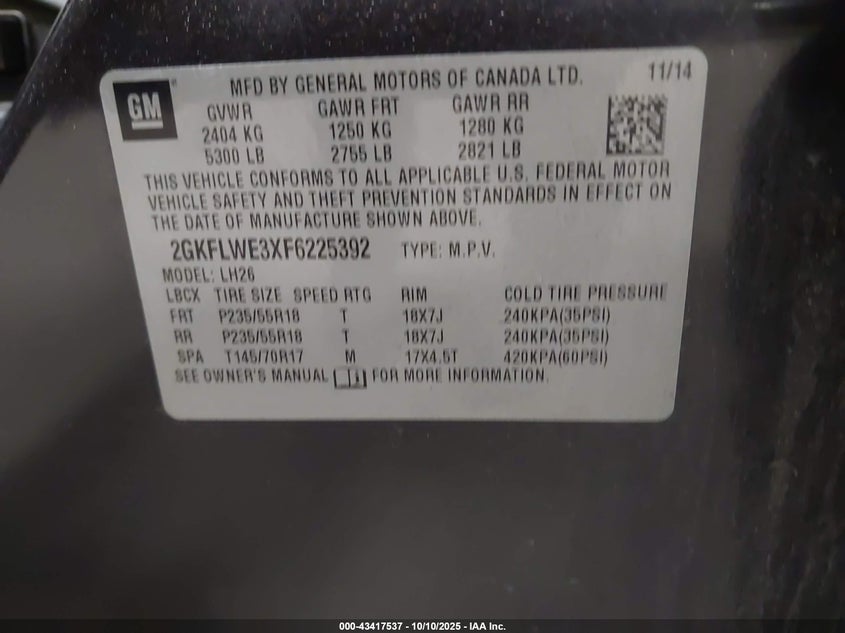 GM
MFD BY GENERAL MOTORS OF CANADA LTD. 11/14
GVWR GAWR FRT GAWR RR
2404 KG 1250 KG 1280 KG
5300 LB 2755 LB 2821 LB
THIS VEHICLE CONFORMS TO ALL APPLICABLE U.S. FEDERAL MOTOR
VEHICLE SAFETY AND THEFT PREVENTION STANDARDS IN EFFECT ON
THE DATE OF MANUFACTURE SHOWN ABOVE.
2GKFLWE3XF6225392 TYPE: M.P.V.
MODEL: LH26
LBCX TIRE SIZE SPEED RTG RIM COLD TIRE PRESSURE
FRT P235/55R18 T 18X7J 240KPA(35PSI)
RR P235/55R18 T 18X7J 240KPA(35PSI)
SPA T145/70R17 M 17X4.5T 420KPA(60PSI)
SEE OWNER'S MANUAL FOR MORE INFORMATION.
000-43417537 - 10/10/2025 - IAA Inc.